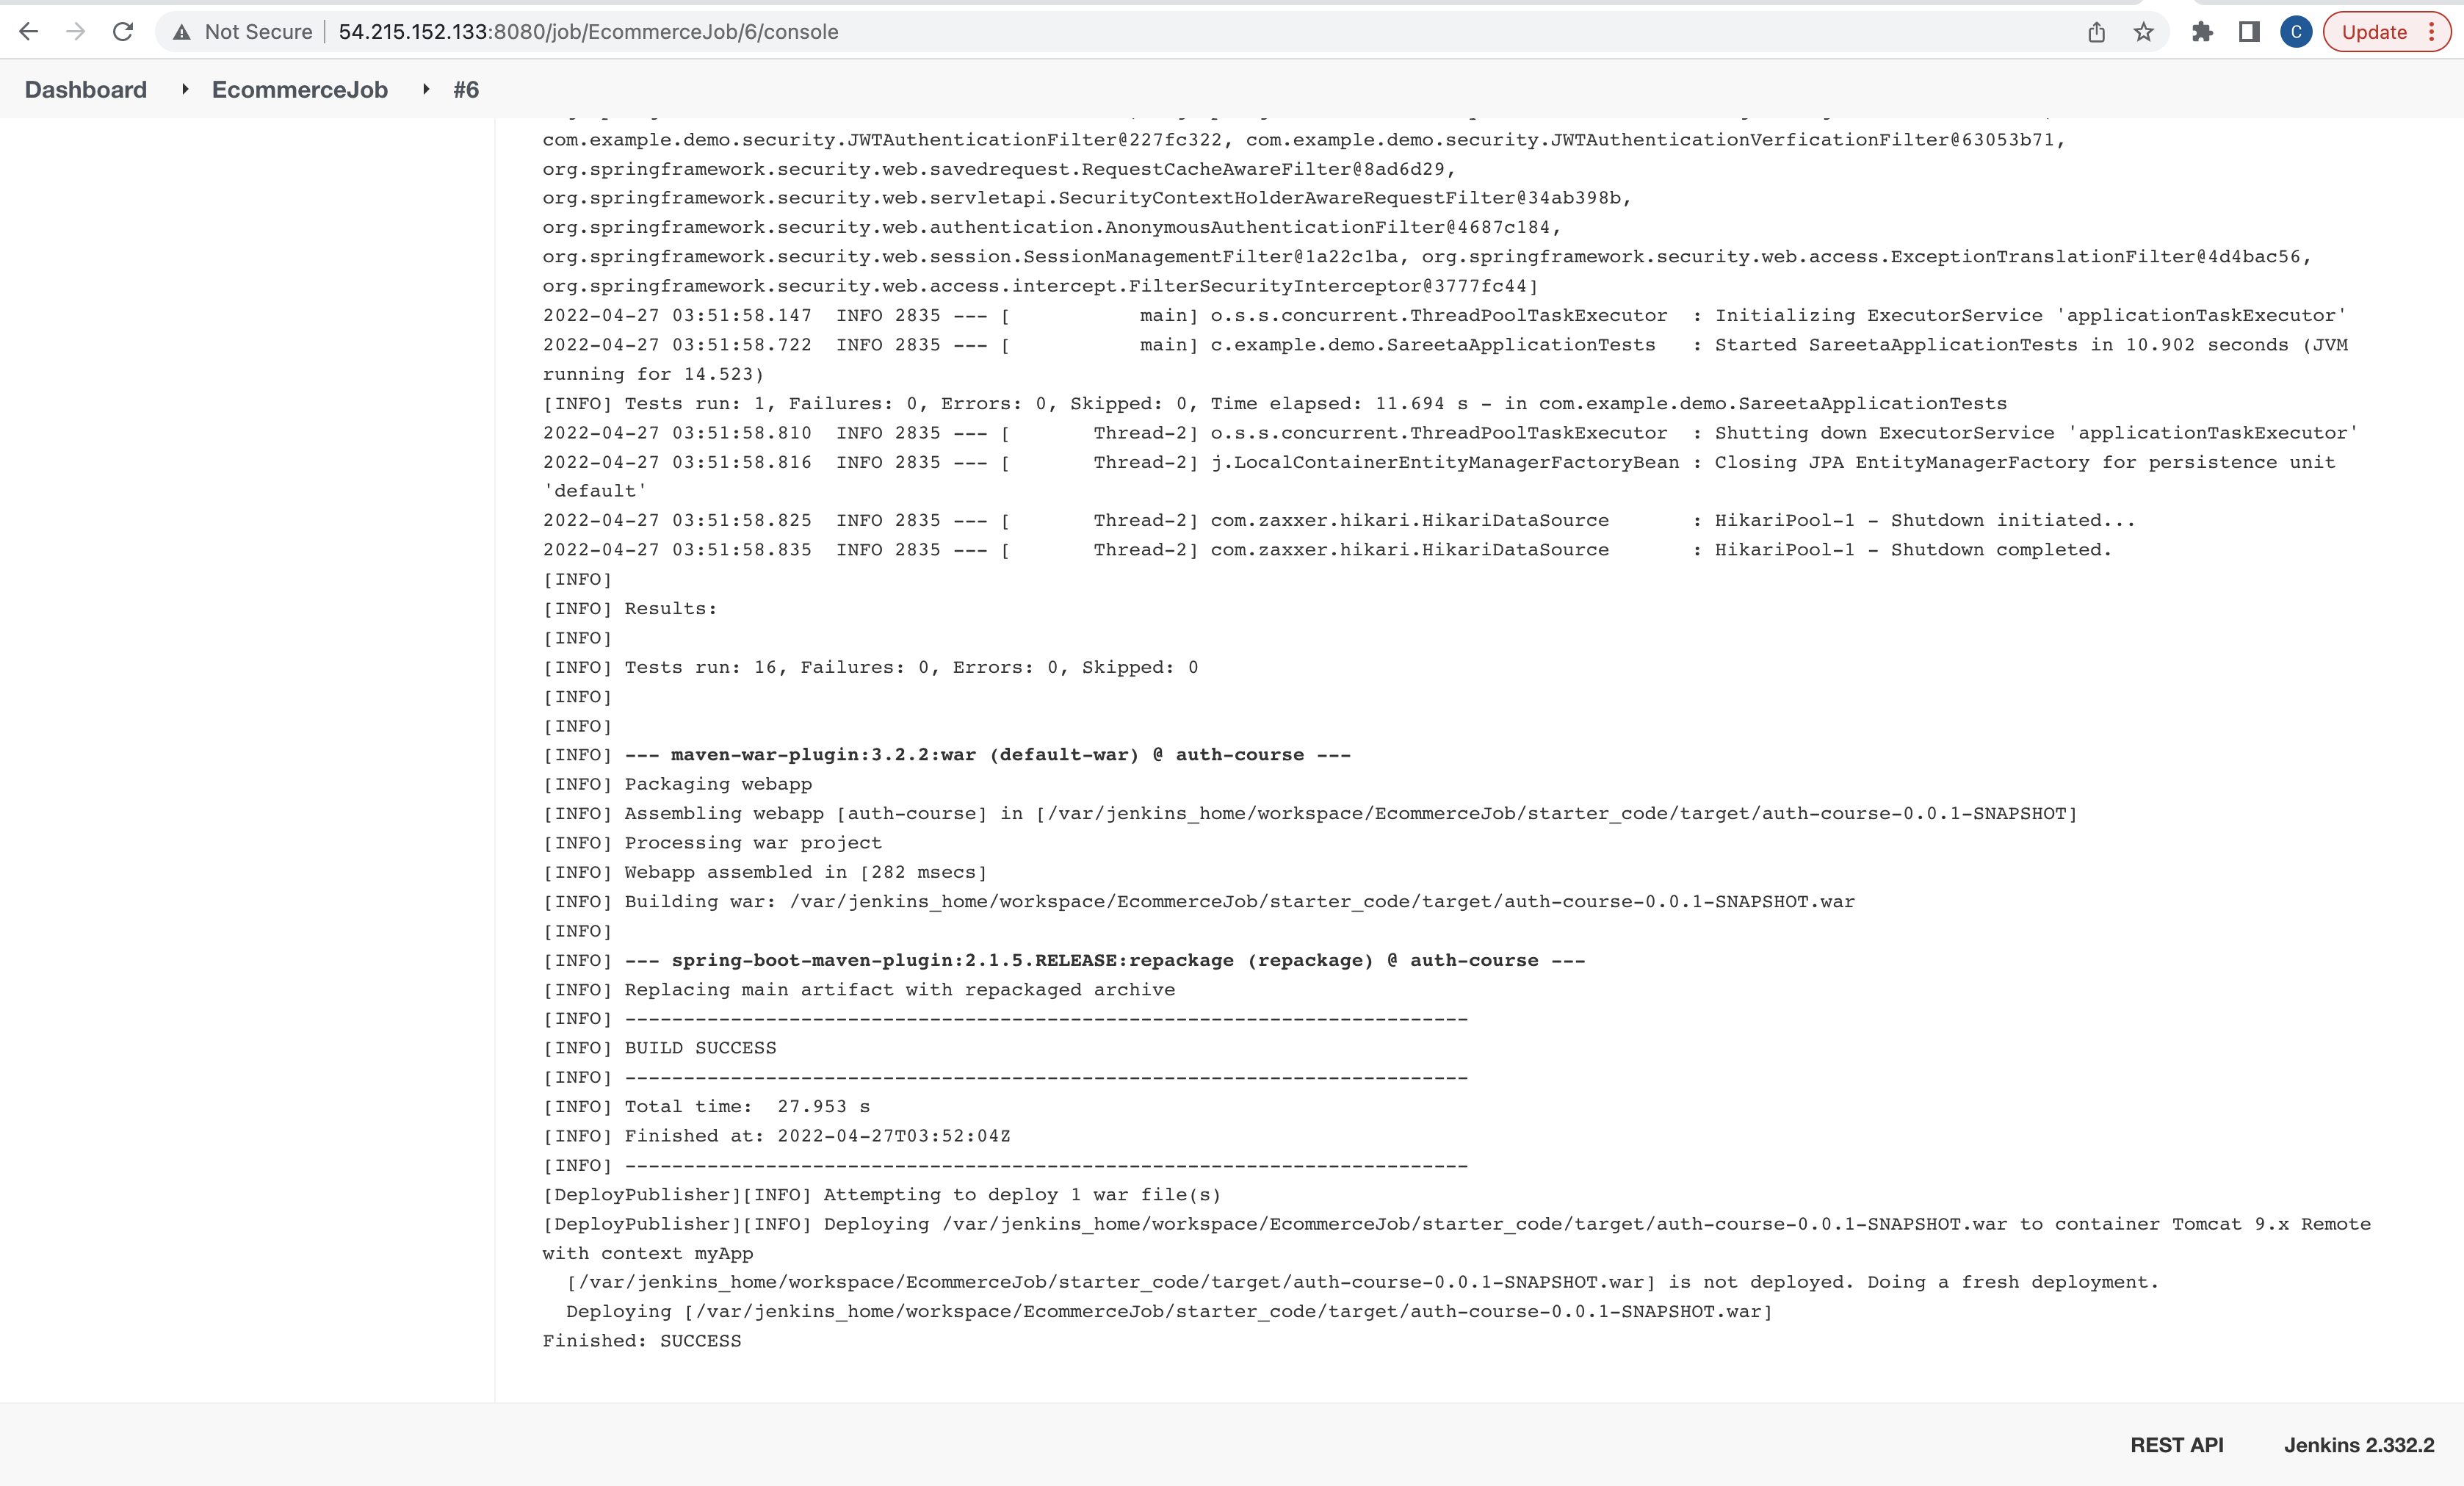 Not Secure 54.215.152.133:8080/job/EcommerceJob/6/console C Update
Dashboard EcommerceJob #6
com.example.demo.security.JWTAuthenticationFilter@227fc322, com.example.demo.security.JWTAuthenticationVerficationFilter@63053b71,
org.springframework.security.web.savedrequest.RequestCacheAwareFilter@8ad6d29,
org.springframework.security.web.servletapi.SecurityContextHolderAwareRequestFilter@34ab398b,
org.springframework.security.web.authentication.AnonymousAuthenticationFilter@4687c184,
org.springframework.security.web.session.SessionManagementFilter@1a22c1ba, org.springframework.security.web.access.ExceptionTranslationFilter@4d4bac56,
org.springframework.security.web.access.intercept.FilterSecurityInterceptor@3777fc44]
2022-04-27 03:51:58.147  INFO 2835 --- [           main] o.s.s.concurrent.ThreadPoolTaskExecutor  : Initializing ExecutorService 'applicationTaskExecutor'
2022-04-27 03:51:58.722  INFO 2835 --- [           main] c.example.demo.SareetaApplicationTests   : Started SareetaApplicationTests in 10.902 seconds (JVM
running for 14.523)
[INFO] Tests run: 1, Failures: 0, Errors: 0, Skipped: 0, Time elapsed: 11.694 s - in com.example.demo.SareetaApplicationTests
2022-04-27 03:51:58.810  INFO 2835 --- [       Thread-2] o.s.s.concurrent.ThreadPoolTaskExecutor  : Shutting down ExecutorService 'applicationTaskExecutor'
2022-04-27 03:51:58.816  INFO 2835 --- [       Thread-2] j.LocalContainerEntityManagerFactoryBean : Closing JPA EntityManagerFactory for persistence unit
'default'
2022-04-27 03:51:58.825  INFO 2835 --- [       Thread-2] com.zaxxer.hikari.HikariDataSource       : HikariPool-1 - Shutdown initiated...
2022-04-27 03:51:58.835  INFO 2835 --- [       Thread-2] com.zaxxer.hikari.HikariDataSource       : HikariPool-1 - Shutdown completed.
[INFO]
[INFO] Results:
[INFO]
[INFO] Tests run: 16, Failures: 0, Errors: 0, Skipped: 0
[INFO]
[INFO]
[INFO] --- maven-war-plugin:3.2.2:war (default-war) @ auth-course ---
[INFO] Packaging webapp
[INFO] Assembling webapp [auth-course] in [/var/jenkins_home/workspace/EcommerceJob/starter_code/target/auth-course-0.0.1-SNAPSHOT]
[INFO] Processing war project
[INFO] Webapp assembled in [282 msecs]
[INFO] Building war: /var/jenkins_home/workspace/EcommerceJob/starter_code/target/auth-course-0.0.1-SNAPSHOT.war
[INFO]
[INFO] --- spring-boot-maven-plugin:2.1.5.RELEASE:repackage (repackage) @ auth-course ---
[INFO] Replacing main artifact with repackaged archive
[INFO] ------------------------------------------------------------------------
[INFO] BUILD SUCCESS
[INFO] ------------------------------------------------------------------------
[INFO] Total time:  27.953 s
[INFO] Finished at: 2022-04-27T03:52:04Z
[INFO] ------------------------------------------------------------------------
[DeployPublisher][INFO] Attempting to deploy 1 war file(s)
[DeployPublisher][INFO] Deploying /var/jenkins_home/workspace/EcommerceJob/starter_code/target/auth-course-0.0.1-SNAPSHOT.war to container Tomcat 9.x Remote
with context myApp
  [/var/jenkins_home/workspace/EcommerceJob/starter_code/target/auth-course-0.0.1-SNAPSHOT.war] is not deployed. Doing a fresh deployment.
  Deploying [/var/jenkins_home/workspace/EcommerceJob/starter_code/target/auth-course-0.0.1-SNAPSHOT.war]
Finished: SUCCESS
REST API Jenkins 2.332.2